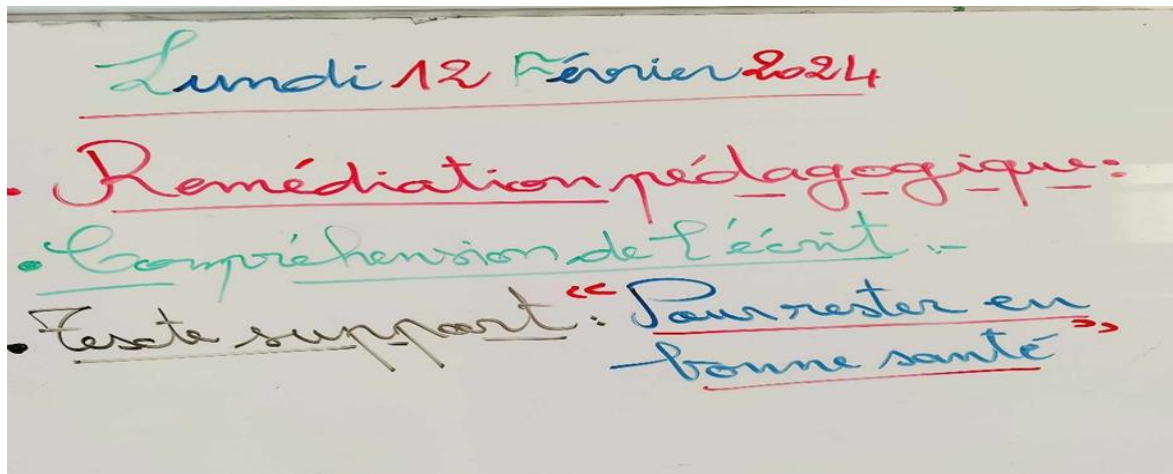 Lundi 12 Février 2024
. Remédiation pédagogique:
. Compréhension de l'écrit :-
. Texte support : "Pour rester en
bonne santé"